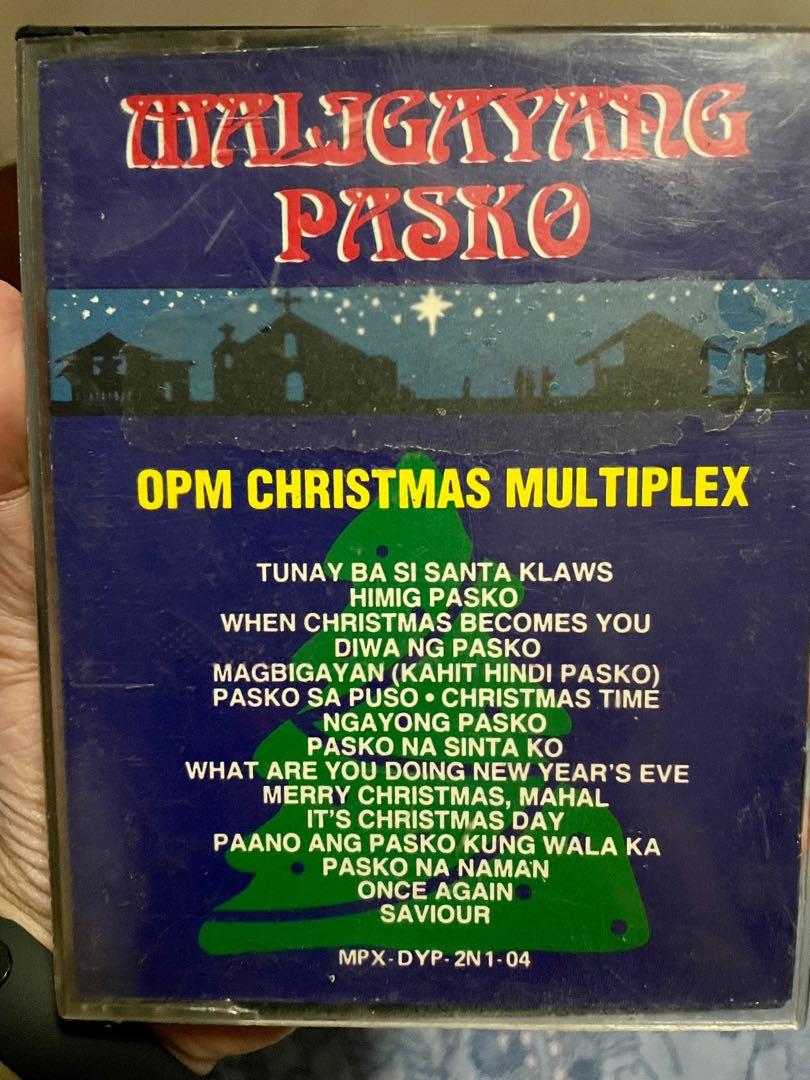 MALIGAYANG
PASKO
OPM CHRISTMAS MULTIPLEX
TUNAY BA SI SANTA KLAWS
HIMIG PASKO
WHEN CHRISTMAS BECOMES YOU
DIWA NG PASKO
MAGBIGAYAN (KAHIT HINDI PASKO)
PASKO SA PUSO • CHRISTMAS TIME
NGAYONG PASKO
PASKO NA SINTA KO
WHAT ARE YOU DOING NEW YEAR'S EVE
MERRY CHRISTMAS, MAHAL
IT'S CHRISTMAS DAY
PAANO ANG PASKO KUNG WALA KA
PASKO NA NAMAN
ONCE AGAIN
SAVIOUR
MPX-DYP-2N1-04